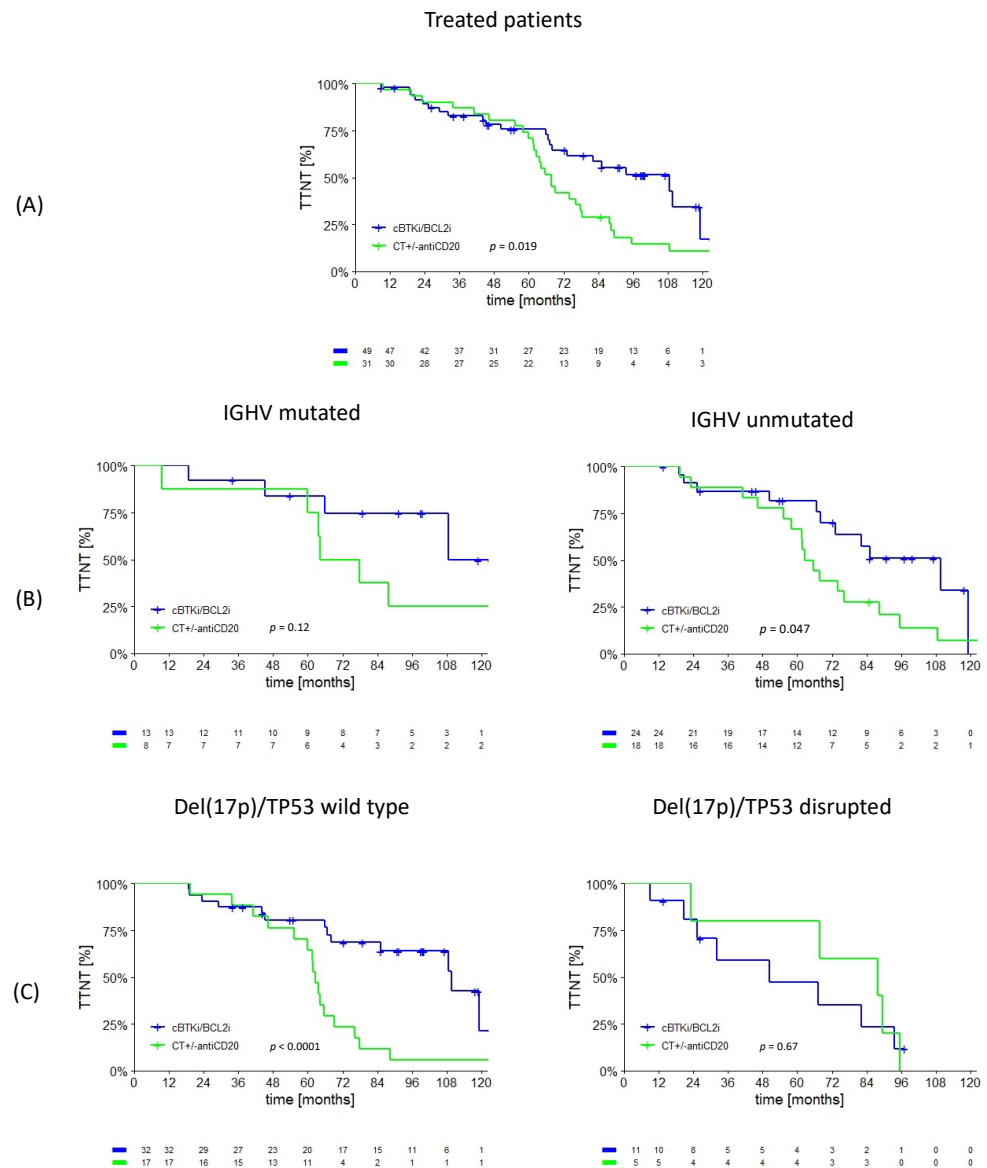 Treated patients
(A)
TTNT [%]
100%
75%
50%
25%
0%
cBTKi/BCL2i
CT+/-antiCD20
p = 0.019
0 12 24 36 48 60 72 84 96 108 120
time [months]
49 47 42 37 31 27 23 19 13 6 1
31 30 28 27 25 22 13 9 4 4 3
(B)
IGHV mutated
TTNT [%]
100%
75%
50%
25%
0%
cBTKi/BCL2i
CT+/-antiCD20
p = 0.12
0 12 24 36 48 60 72 84 96 108 120
time [months]
13 13 12 11 10 9 8 7 5 3 1
8 7 7 7 7 6 4 3 2 2 2
IGHV unmutated
TTNT [%]
100%
75%
50%
25%
0%
cBTKi/BCL2i
CT+/-antiCD20
p = 0.047
0 12 24 36 48 60 72 84 96 108 120
time [months]
24 24 21 19 17 14 12 9 6 3 0
18 18 16 16 14 12 7 5 2 2 1
(C)
Del(17p)/TP53 wild type
TTNT [%]
100%
75%
50%
25%
0%
cBTKi/BCL2i
CT+/-antiCD20
p < 0.0001
0 12 24 36 48 60 72 84 96 108 120
time [months]
32 32 29 27 23 20 17 15 11 6 1
17 17 16 15 13 11 4 2 1 1 1
Del(17p)/TP53 disrupted
TTNT [%]
100%
75%
50%
25%
0%
cBTKi/BCL2i
CT+/-antiCD20
p = 0.67
0 12 24 36 48 60 72 84 96 108 120
time [months]
11 10 8 5 5 4 3 2 1 0 0
5 5 4 4 4 4 3 3 0 0 0